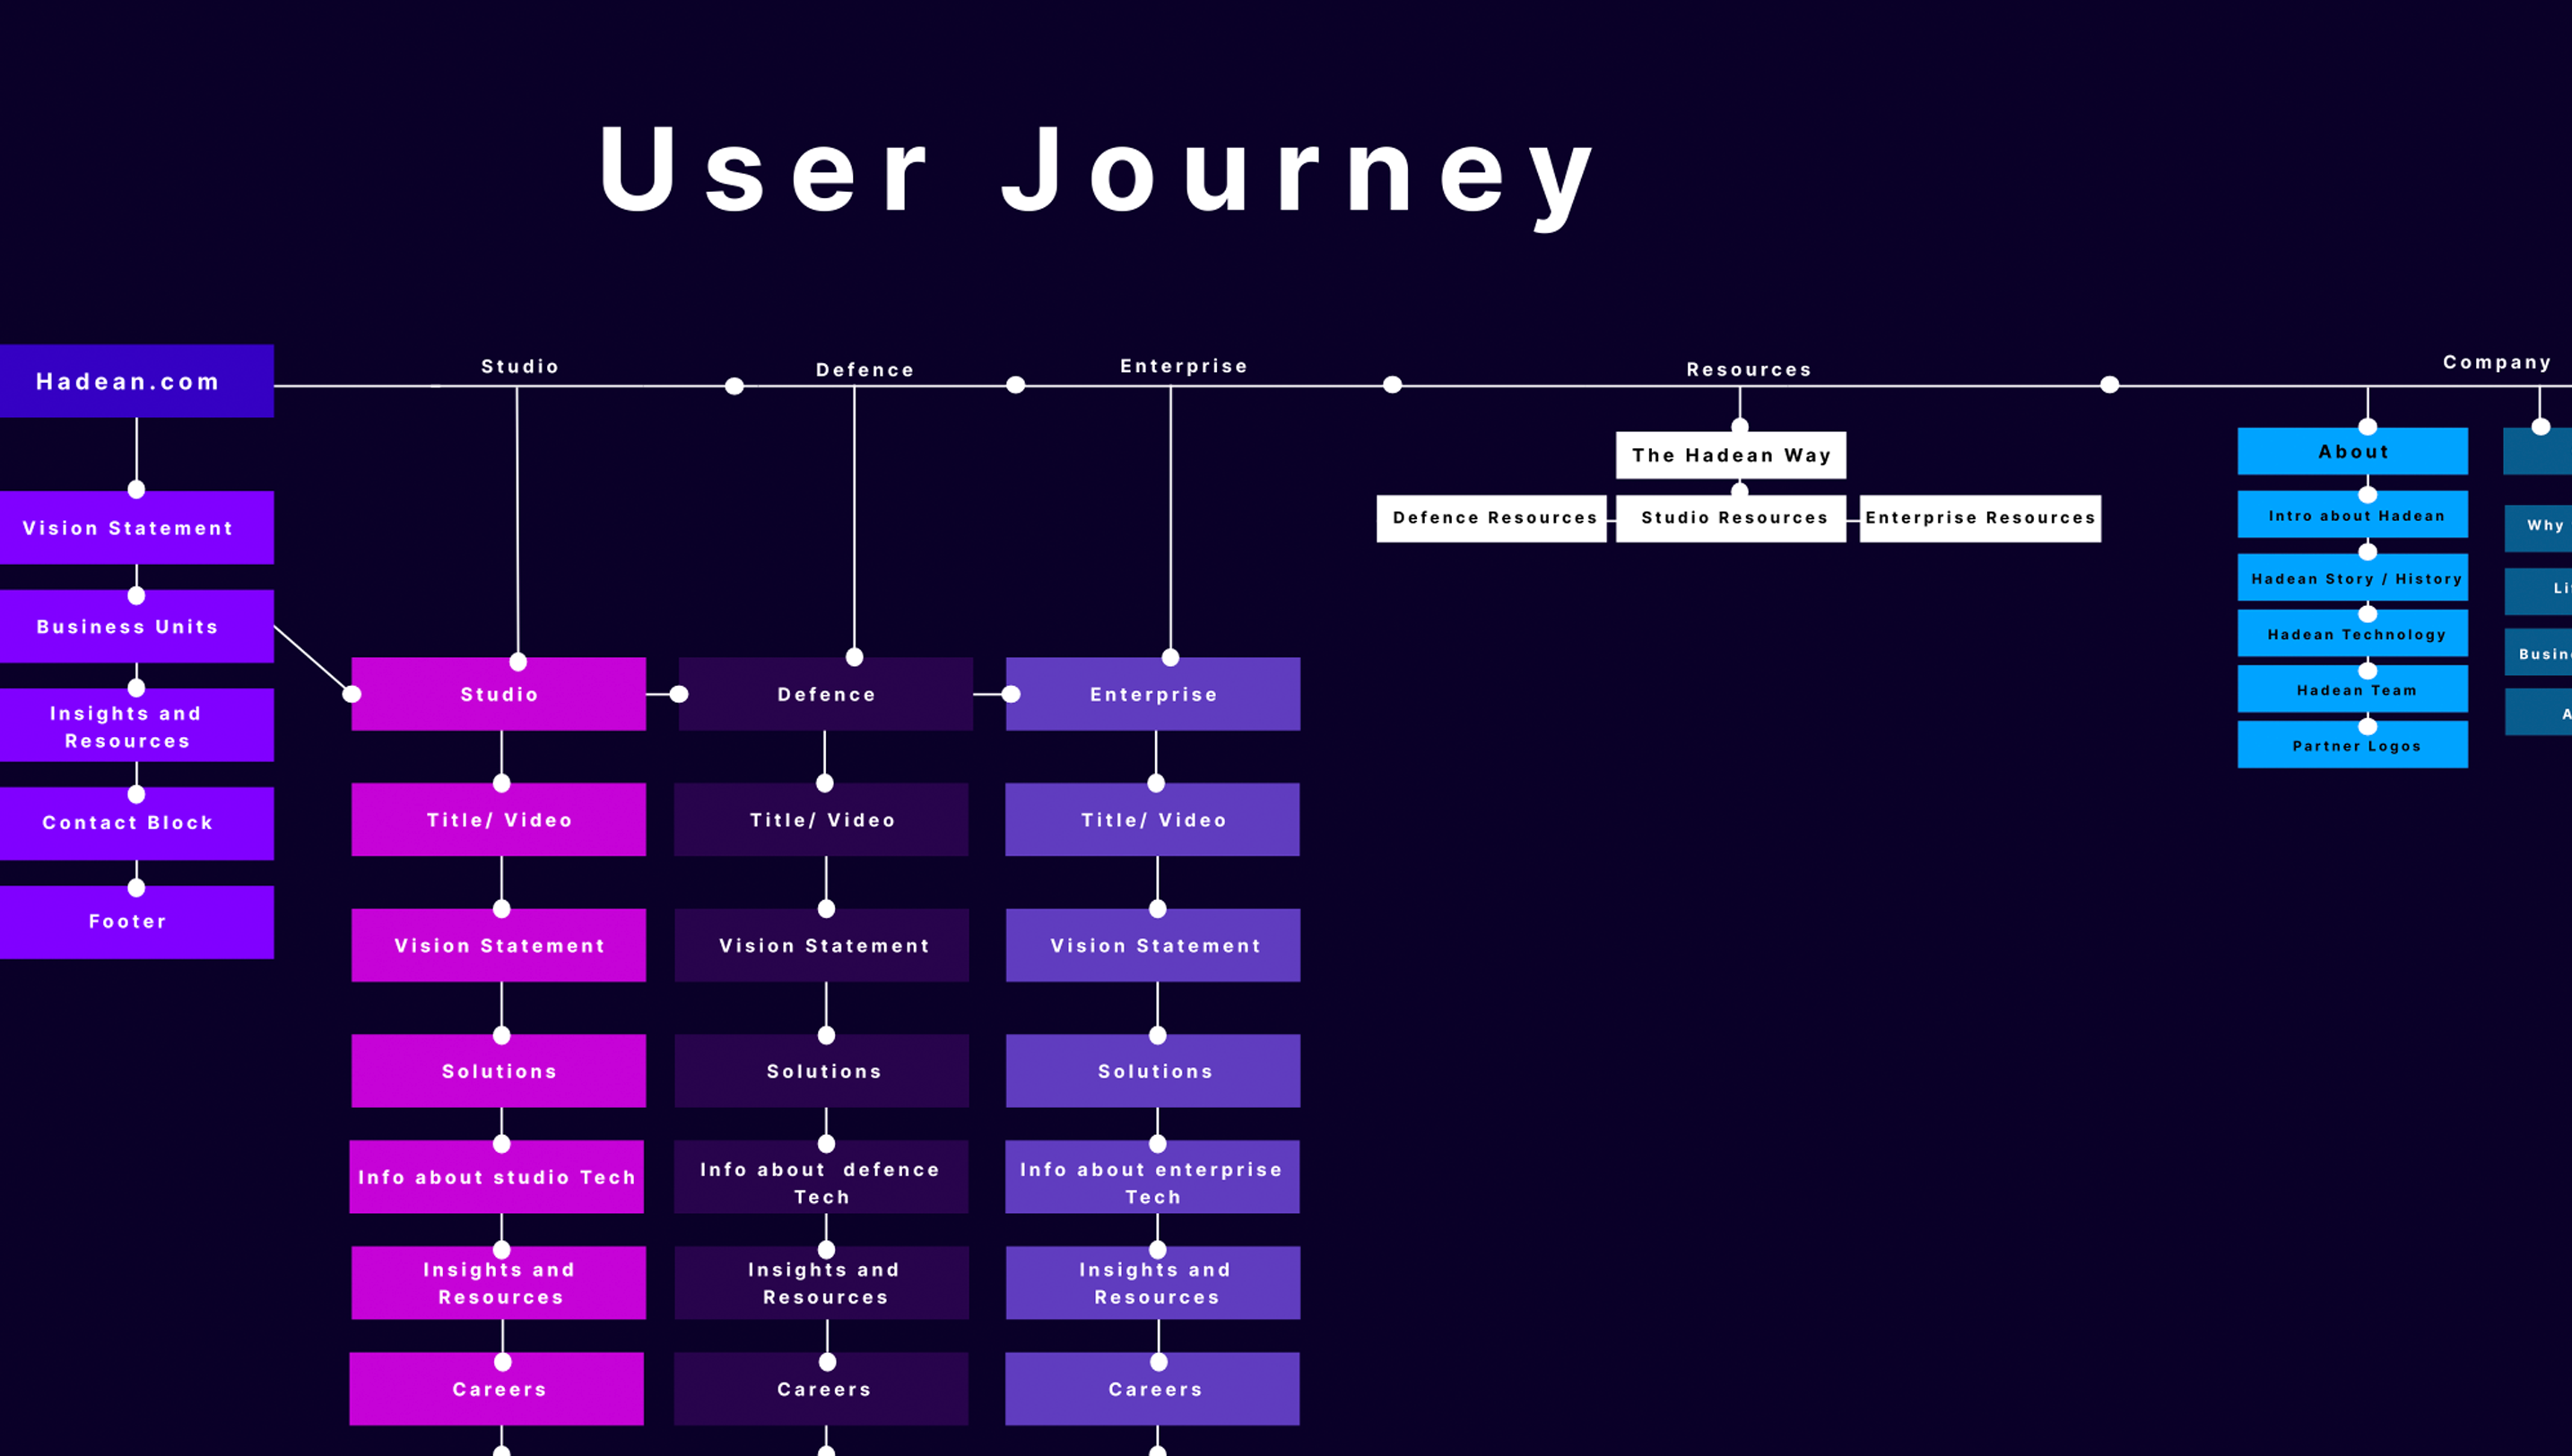 User Journey
Hadean.com
Studio
Defence
Enterprise
Resources
Company
Vision Statement
Business Units
Insights and
Resources
Contact Block
Footer
Studio
Title/ Video
Vision Statement
Solutions
Info about studio Tech
Insights and
Resources
Careers
Defence
Title/ Video
Vision Statement
Solutions
Info about  defence
Tech
Insights and
Resources
Careers
Enterprise
Title/ Video
Vision Statement
Solutions
Info about enterprise
Tech
Insights and
Resources
Careers
The Hadean Way
Defence Resources
Studio Resources
Enterprise Resources
About
Intro about Hadean
Hadean Story / History
Hadean Technology
Hadean Team
Partner Logos
Why